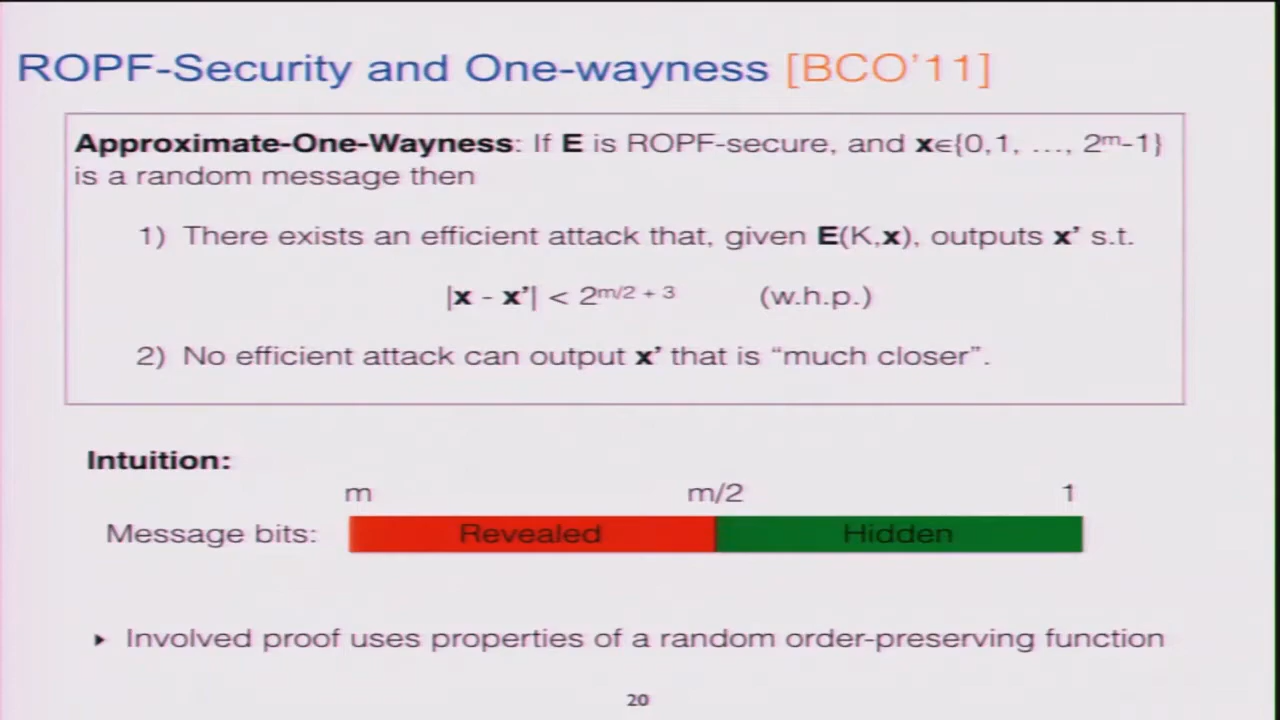 ROPF-Security and One-wayness [BCO'11]
Approximate-One-Wayness: If E is ROPF-secure, and x∈{0,1, ..., 2^m-1}
is a random message then
1) There exists an efficient attack that, given E(K,x), outputs x' s.t.
|x - x'| < 2^m/2 + 3 (w.h.p.)
2) No efficient attack can output x' that is “much closer”.
Intuition:
m m/2 1
Message bits: Revealed Hidden
▸ Involved proof uses properties of a random order-preserving function
20